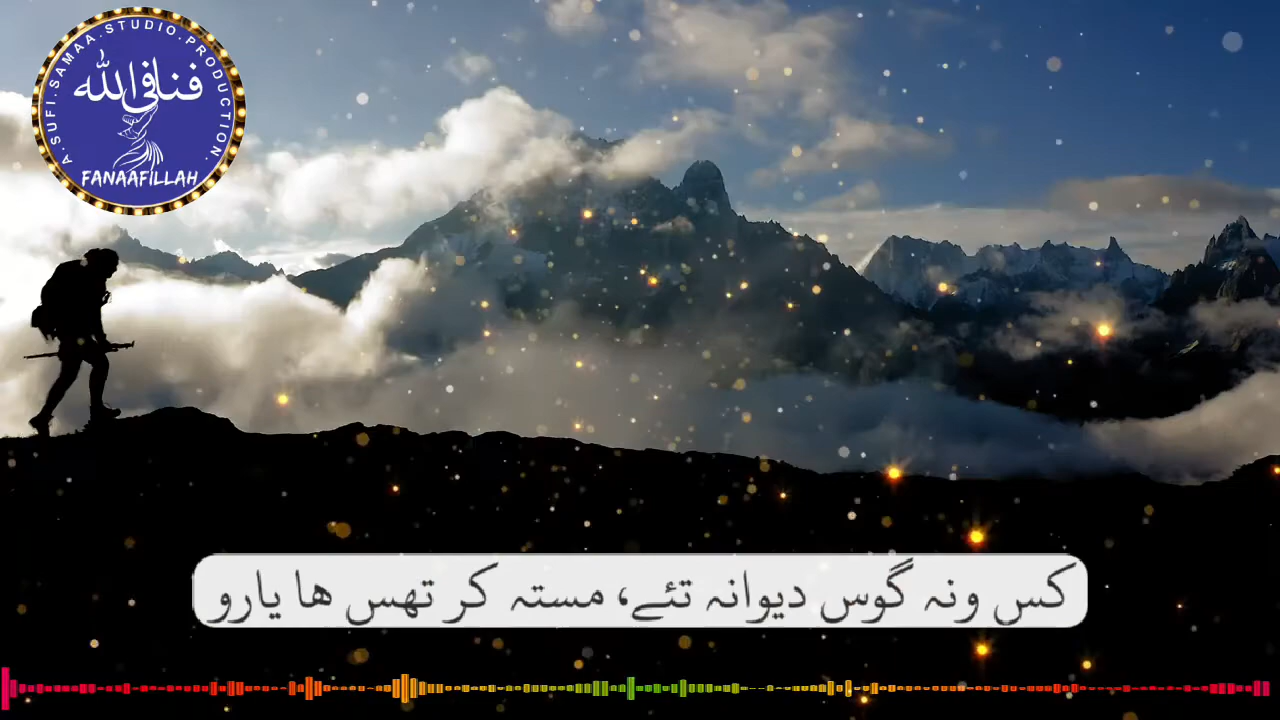 A.SUFI.SAMAA.STUDIO.PRODUCTION.
فنافی اللہ
FANAAFILLAH
کس ونہ گوس دیوانہ تئے، مستہ کر تھس ھا یارو